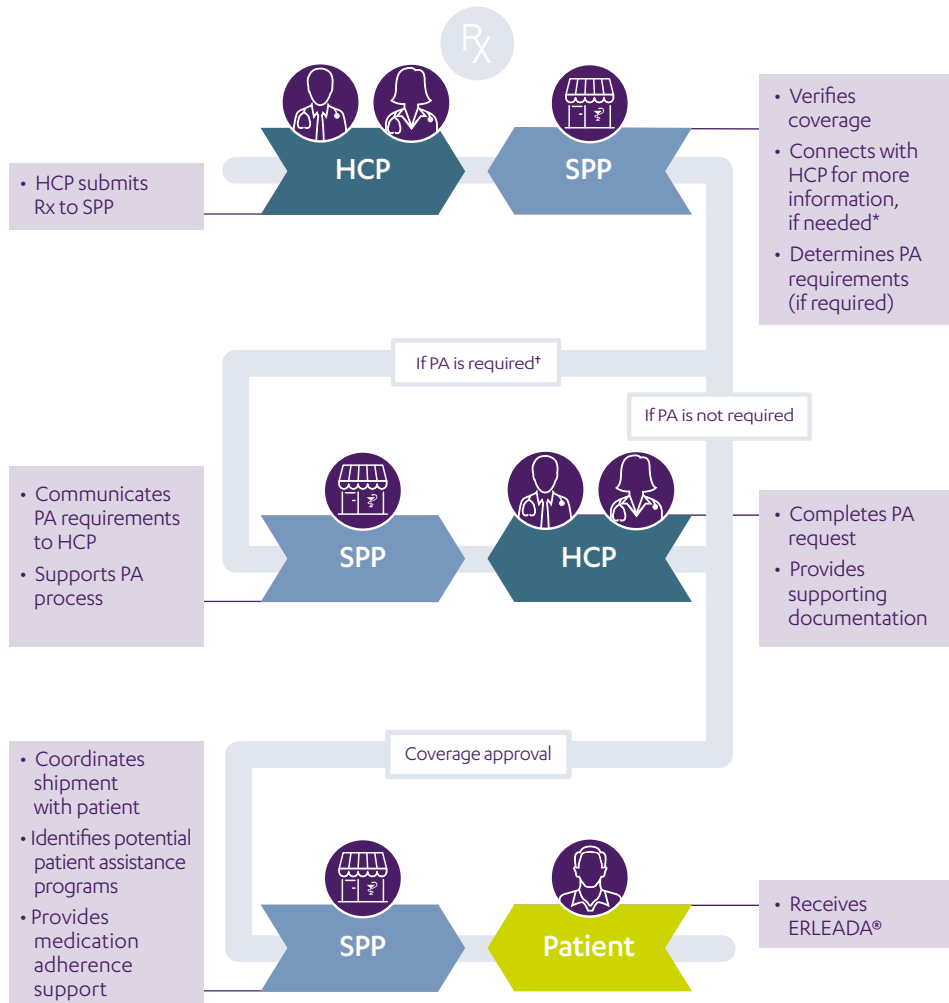 Rx
HCP
SPP
• HCP submits
Rx to SPP
• Verifies
coverage
• Connects with
HCP for more
information,
if needed*
• Determines PA
requirements
(if required)
If PA is required†
If PA is not required
• Communicates
PA requirements
to HCP
• Supports PA
process
SPP
HCP
• Completes PA
request
• Provides
supporting
documentation
Coverage approval
• Coordinates
shipment
with patient
• Identifies potential
patient assistance
programs
• Provides
medication
adherence
support
SPP
Patient
• Receives
ERLEADA®